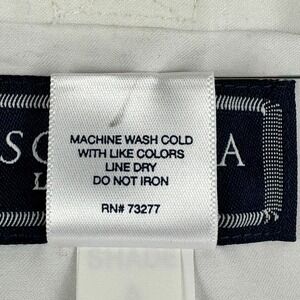 MACHINE WASH COLD
WITH LIKE COLORS
LINE DRY
DO NOT IRON
RN# 73277